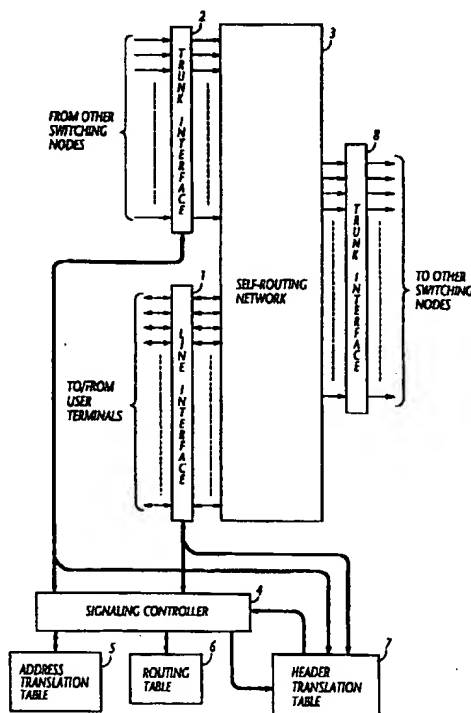 2
3
TRUNK INTERFACE
FROM OTHER
SWITCHING
NODES
8
TRUNK INTERFACE
SELF-ROUTING
NETWORK
TO OTHER
SWITCHING
NODES
1
LINE INTERFACE
TO/FROM
USER
TERMINALS
4
SIGNALING CONTROLLER
5
ADDRESS
TRANSLATION
TABLE
6
ROUTING
TABLE
7
HEADER
TRANSLATION
TABLE